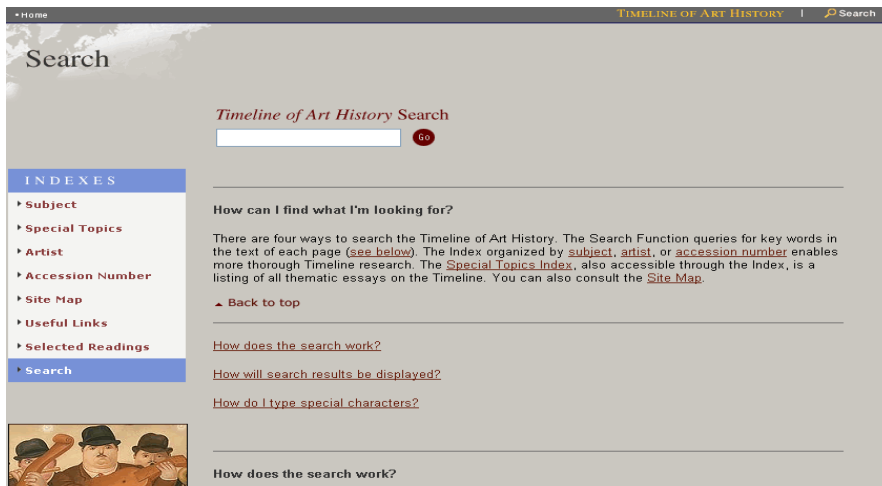 Home
TIMELINE OF ART HISTORY | Search
Search
Timeline of Art History Search
Go
INDEXES
Subject
Special Topics
Artist
Accession Number
Site Map
Useful Links
Selected Readings
Search
How can I find what I'm looking for?
There are four ways to search the Timeline of Art History. The Search Function queries for key words in
the text of each page (see below). The Index organized by subject, artist, or accession number enables
more thorough Timeline research. The Special Topics Index, also accessible through the Index, is a
listing of all thematic essays on the Timeline. You can also consult the Site Map.
Back to top
How does the search work?
How will search results be displayed?
How do I type special characters?
How does the search work?